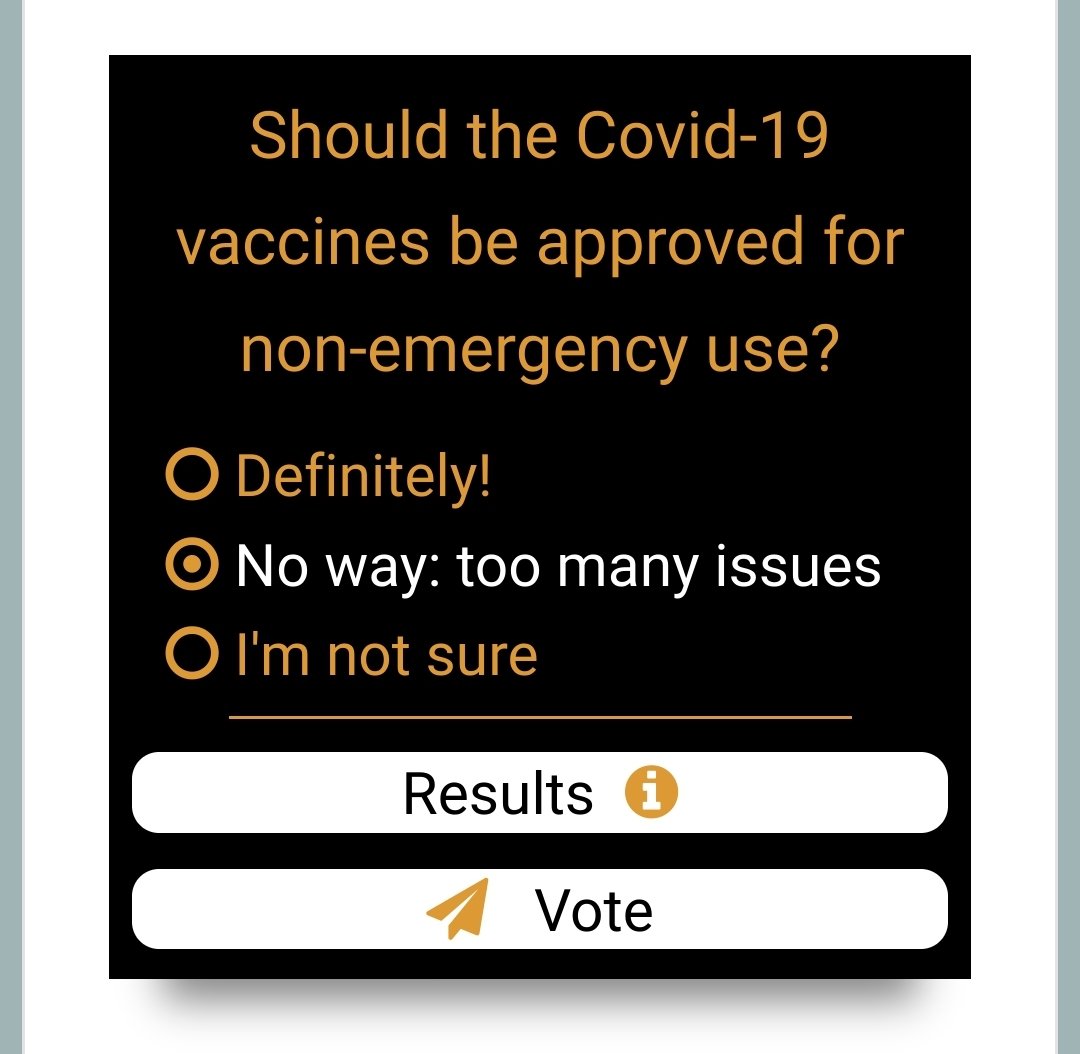 Should the Covid-19
vaccines be approved for
non-emergency use?
Definitely!
No way: too many issues
I'm not sure
Results
Vote